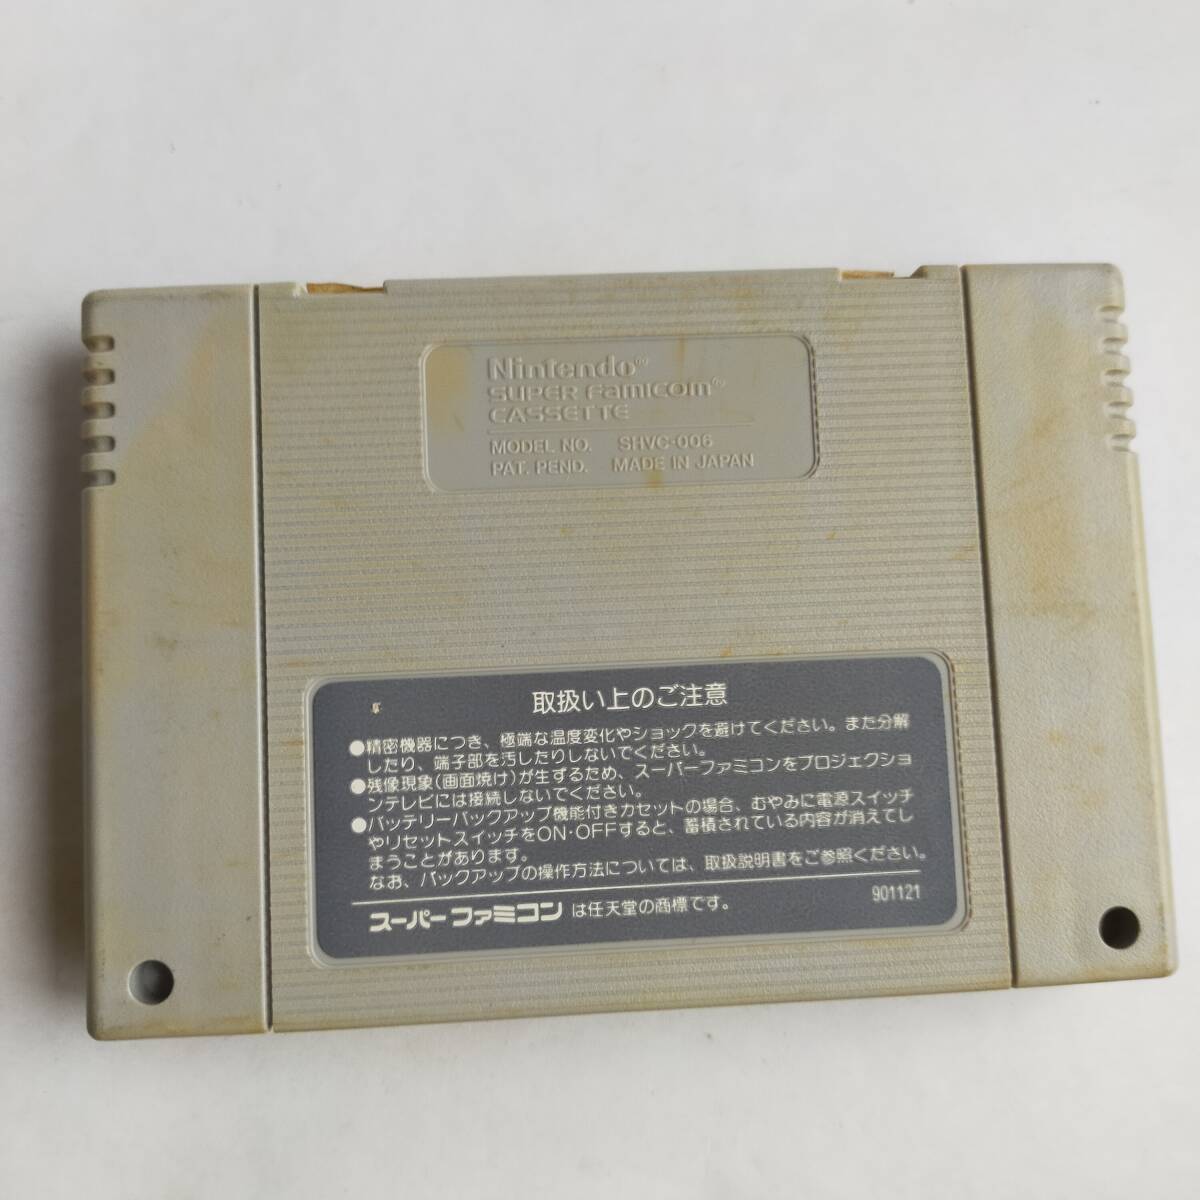 Nintendo®
SUPER Famicom®
CASSETTE
MODEL NO. SHVC-006
PAT. PEND. MADE IN JAPAN
取扱い上のご注意
●精密機器につき、極端な温度変化やショックを避けてください。また分解
したり、端子部を汚したりしないでください。
●残像現象(画面焼け)が生ずるため、スーパーファミコンをプロジェクショ
ンテレビには接続しないでください。
●バッテリーバックアップ機能付きカセットの場合、むやみに電源スイッチ
やリセットスイッチをON・OFFすると、蓄積されている内容が消えてし
まうことがあります。
なお、バックアップの操作方法については、取扱説明書をご参照ください。
901121
スーパーファミコンは任天堂の商標です。